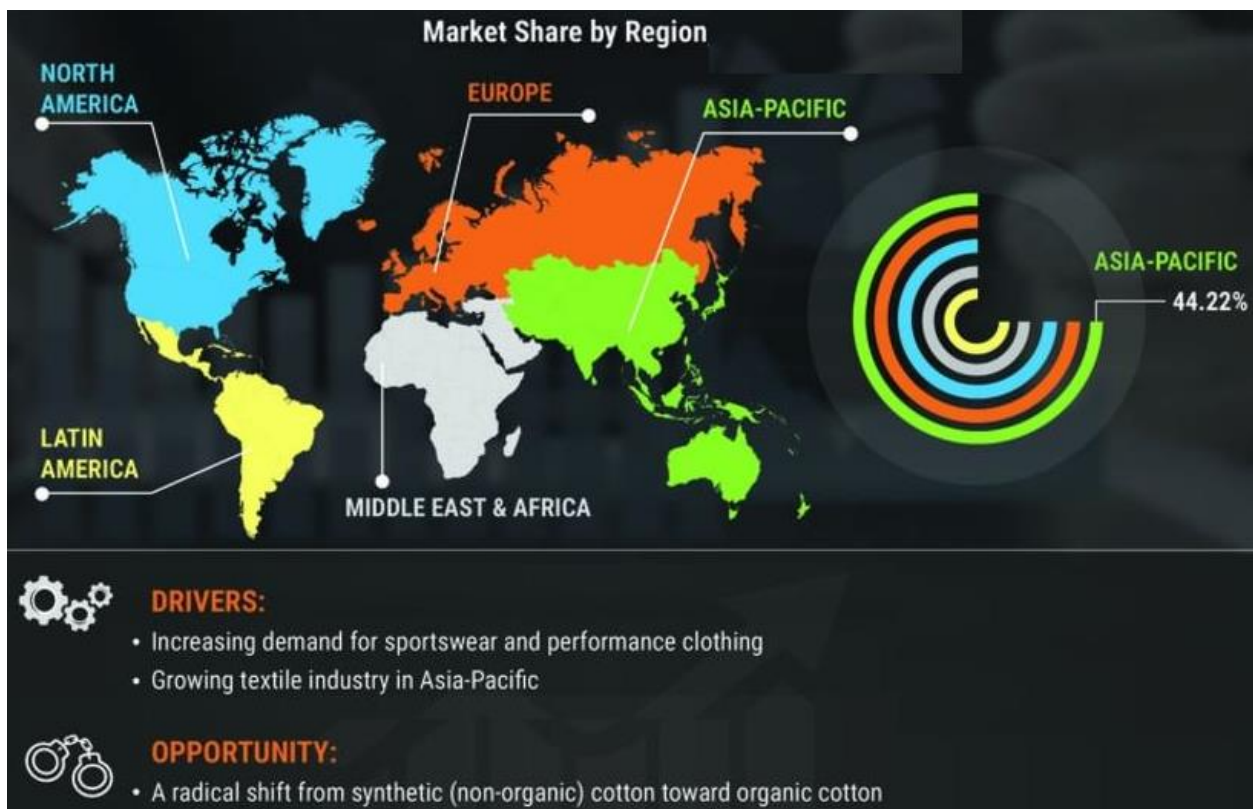 Market Share by Region
NORTH
AMERICA
EUROPE
ASIA-PACIFIC
ASIA-PACIFIC
44.22%
LATIN
AMERICA
MIDDLE EAST & AFRICA
DRIVERS:
• Increasing demand for sportswear and performance clothing
• Growing textile industry in Asia-Pacific
OPPORTUNITY:
• A radical shift from synthetic (non-organic) cotton toward organic cotton